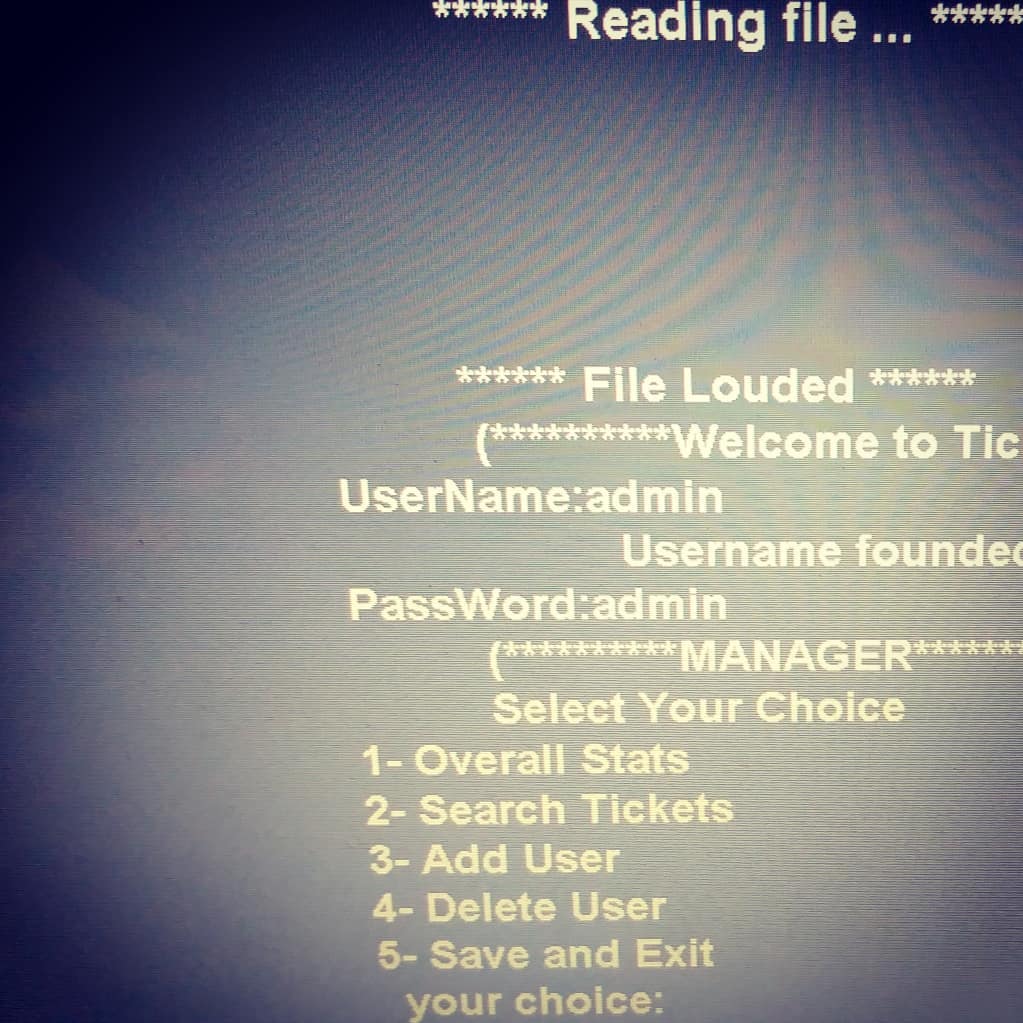 ****** Reading file ... *****
****** File Louded ******
(**********Welcome to Tic
UserName:admin
Username founded
PassWord:admin
(**********MANAGER*******
Select Your Choice
1- Overall Stats
2- Search Tickets
3- Add User
4- Delete User
5- Save and Exit
your choice: